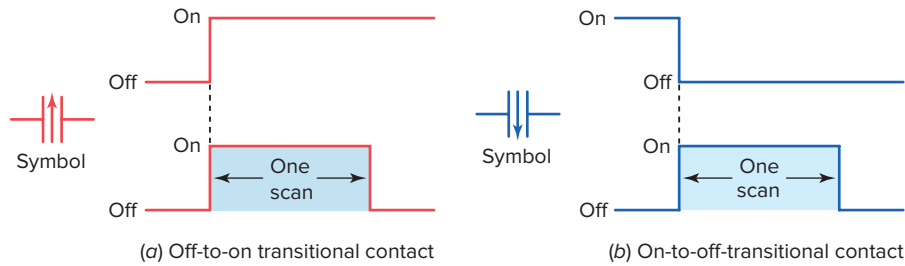 On
Off
On
One
scan
Off
Symbol
(a) Off-to-on transitional contact
On
Off
On
One
scan
Off
Symbol
(b) On-to-off-transitional contact